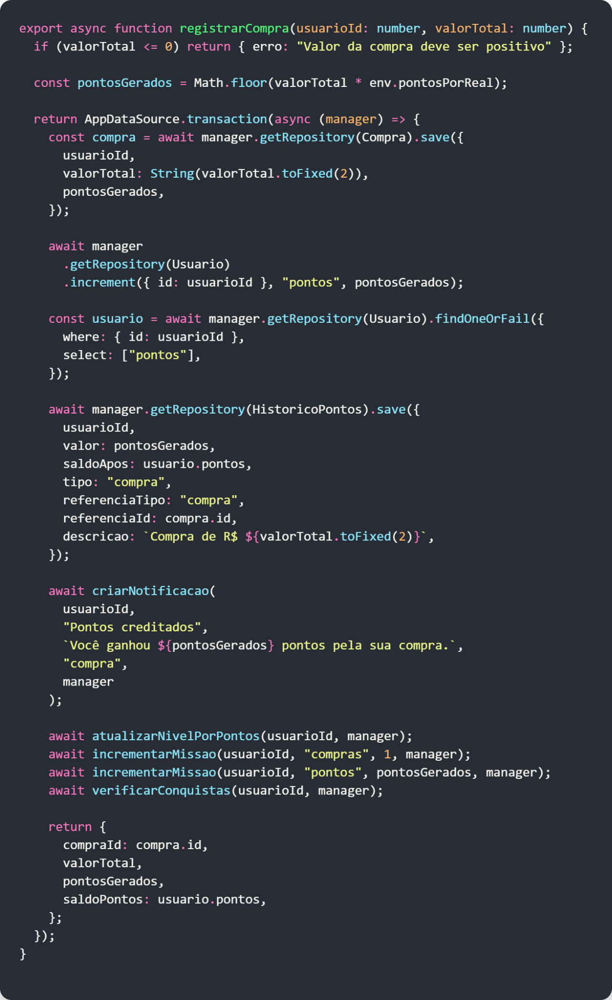 export async function registrarCompra(usuarioId: number, valorTotal: number) {
  if (valorTotal <= 0) return { erro: "Valor da compra deve ser positivo" };

  const pontosGerados = Math.floor(valorTotal * env.pontosPorReal);

  return AppDataSource.transaction(async (manager) => {
    const compra = await manager.getRepository(Compra).save({
      usuarioId,
      valorTotal: String(valorTotal.toFixed(2)),
      pontosGerados,
    });

    await manager
      .getRepository(Usuario)
      .increment({ id: usuarioId }, "pontos", pontosGerados);

    const usuario = await manager.getRepository(Usuario).findOneOrFail({
      where: { id: usuarioId },
      select: ["pontos"],
    });

    await manager.getRepository(HistoricoPontos).save({
      usuarioId,
      valor: pontosGerados,
      saldoApos: usuario.pontos,
      tipo: "compra",
      referenciaTipo: "compra",
      referenciaId: compra.id,
      descricao: `Compra de R$ ${valorTotal.toFixed(2)}`,
    });

    await criarNotificacao(
      usuarioId,
      "Pontos creditados",
      `Você ganhou ${pontosGerados} pontos pela sua compra.`,
      "compra",
      manager
    );

    await atualizarNivelPorPontos(usuarioId, manager);
    await incrementarMissao(usuarioId, "compras", 1, manager);
    await incrementarMissao(usuarioId, "pontos", pontosGerados, manager);
    await verificarConquistas(usuarioId, manager);

    return {
      compraId: compra.id,
      valorTotal,
      pontosGerados,
      saldoPontos: usuario.pontos,
    };
  });
}